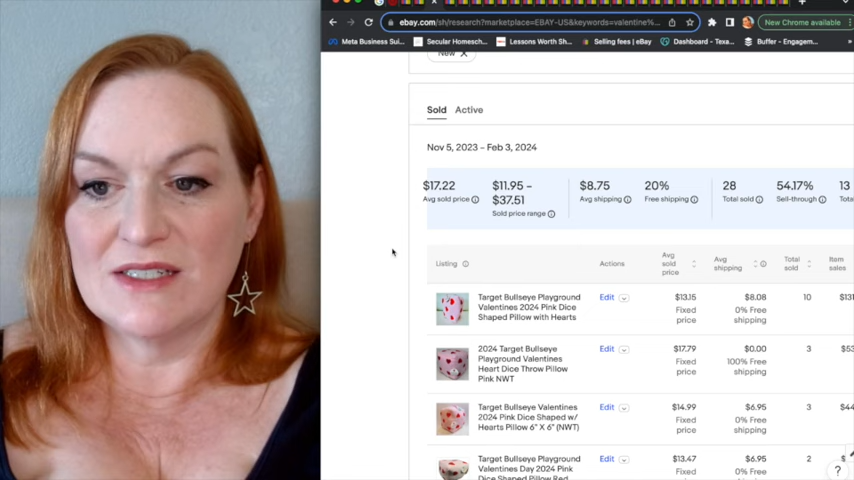 ebay.com/sh/research?marketplace=EBAY-US&keywords=valentine%...
New Chrome available
Meta Business Sui...
Secular Homesch...
Lessons Worth Sh...
Selling fees | eBay
Dashboard – Texa...
Buffer - Engagem...
New X
Sold Active
Nov 5, 2023 – Feb 3, 2024
$17.22 $11.95 – $8.75 20% 28 54.17% 13
Avg sold price $37.51 Avg shipping Free shipping Total sold Sell-through Tota
Sold price range
Listing Actions Avg sold price Avg shipping Total sold Item sales
Target Bullseye Playground Edit $13.15 $8.08 10 $131
Valentines 2024 Pink Dice Fixed 0% Free
Shaped Pillow with Hearts price shipping
2024 Target Bullseye Edit $17.79 $0.00 3 $53
Playground Valentines Fixed 100% Free
Heart Dice Throw Pillow price shipping
Pink NWT
Target Bullseye Valentines Edit $14.99 $6.95 3 $44
2024 Pink Dice Shaped w/ Fixed 0% Free
Hearts Pillow 6" X 6" (NWT) price shipping
Target Bullseye Playground Edit $13.47 $6.95 2
Valentines Day 2024 Pink Fixed 0% Free
Dice Shaped Pillow Red price shipping
?